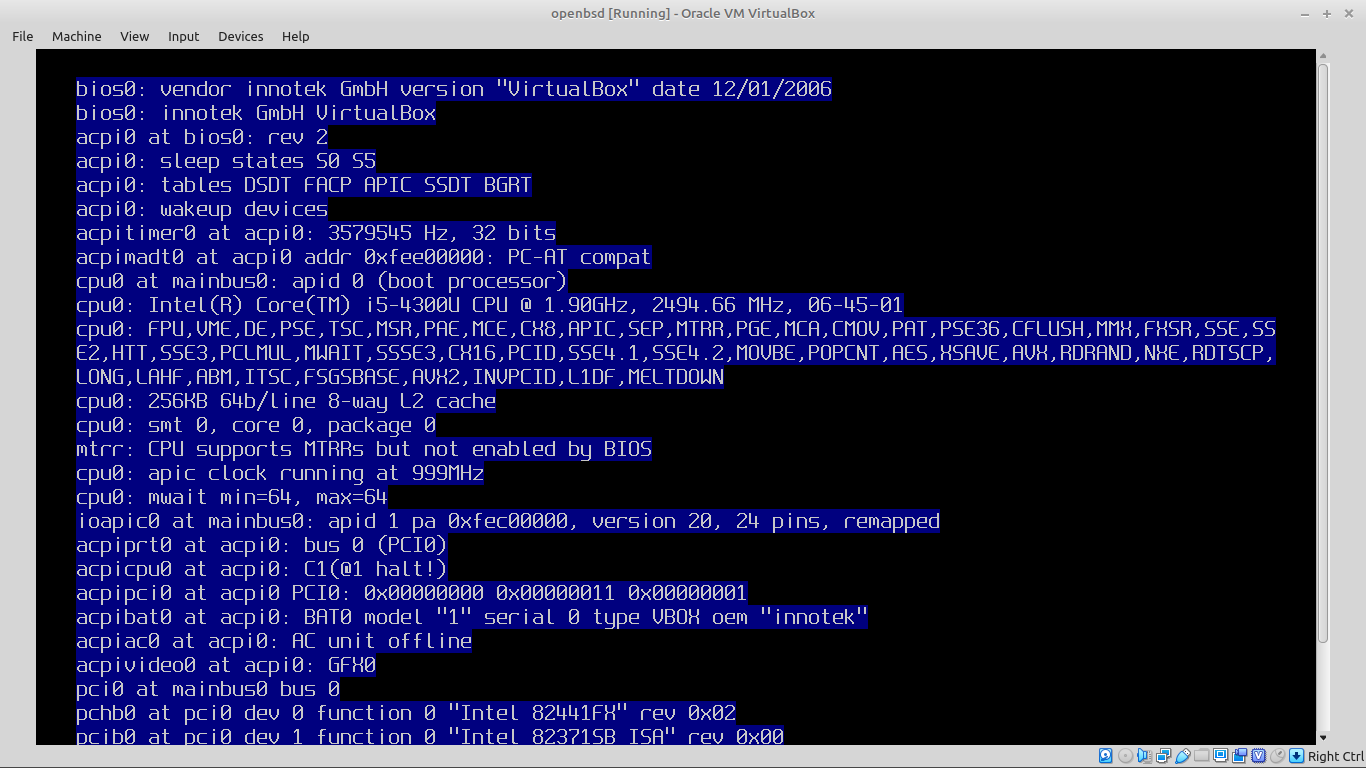 openbsd [Running] - Oracle VM VirtualBox
File Machine View Input Devices Help
bios0: vendor innotek GmbH version "VirtualBox" date 12/01/2006
bios0: innotek GmbH VirtualBox
acpi0 at bios0: rev 2
acpi0: sleep states S0 S5
acpi0: tables DSDT FACP APIC SSDT BGRT
acpi0: wakeup devices
acpitimer0 at acpi0: 3579545 Hz, 32 bits
acpimadt0 at acpi0 addr 0xfee00000: PC-AT compat
cpu0 at mainbus0: apid 0 (boot processor)
cpu0: Intel(R) Core(TM) i5-4300U CPU @ 1.90GHz, 2494.66 MHz, 06-45-01
cpu0: FPU,VME,DE,PSE,TSC,MSR,PAE,MCE,CX8,APIC,SEP,MTRR,PGE,MCA,CMOV,PAT,PSE36,CFLUSH,MMX,FXSR,SSE,SS
E2,HTT,SSE3,PCLMUL,MWAIT,SSSE3,CX16,PCID,SSE4.1,SSE4.2,MOVBE,POPCNT,AES,XSAVE,AVX,RDRAND,NXE,RDTSCP,
LONG,LAHF,ABM,ITSC,FSGSBASE,AVX2,INVPCID,L1DF,MELTDOWN
cpu0: 256KB 64b/line 8-way L2 cache
cpu0: smt 0, core 0, package 0
mtrr: CPU supports MTRRs but not enabled by BIOS
cpu0: apic clock running at 999MHz
cpu0: mwait min=64, max=64
ioapic0 at mainbus0: apid 1 pa 0xfec00000, version 20, 24 pins, remapped
acpiprt0 at acpi0: bus 0 (PCI0)
acpicpu0 at acpi0: C1(@1 halt!)
acpipci0 at acpi0 PCI0: 0x00000000 0x00000011 0x00000001
acpibat0 at acpi0: BAT0 model "1" serial 0 type VBOX oem "innotek"
acpiac0 at acpi0: AC unit offline
acpivideo0 at acpi0: GFX0
pci0 at mainbus0 bus 0
pchb0 at pci0 dev 0 function 0 "Intel 82441FX" rev 0x02
pcib0 at pci0 dev 1 function 0 "Intel 82371SB ISA" rev 0x00
Right Ctrl